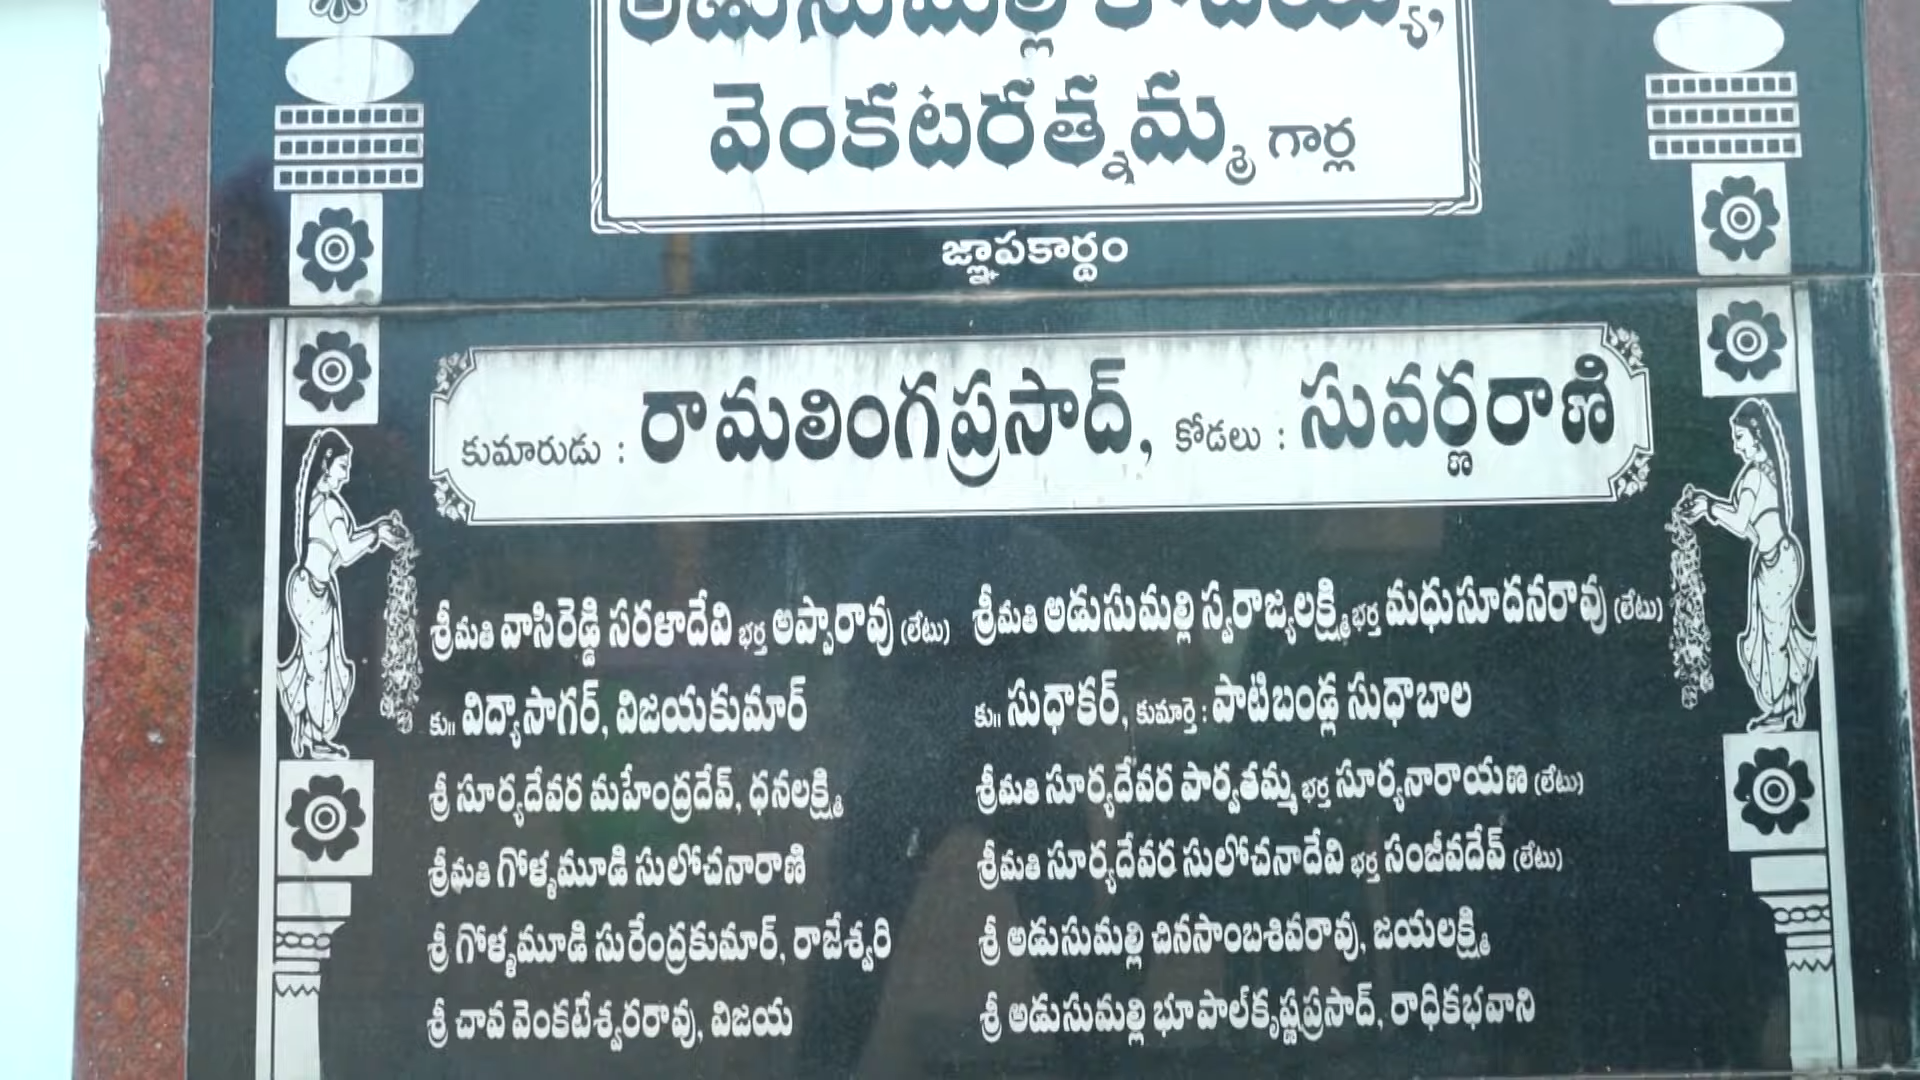 అడుసుమల్లి కోటయ్య,
వెంకటరత్నమ్మ గార్ల
జ్ఞాపకార్దం
కుమారుడు : రామలింగప్రసాద్, కోడలు : సువర్ణరాణి
శ్రీమతి వాసిరెడ్డి సరళాదేవి భర్త అప్పారావు (లేటు)
కు॥ విద్యాసాగర్, విజయకుమార్
శ్రీ సూర్యదేవర మహేంద్రదేవ్, ధనలక్ష్మి
శ్రీమతి గోళ్ళమూడి సులోచనారాణి
శ్రీ గోళ్ళమూడి సురేంద్రకుమార్, రాజేశ్వరి
శ్రీ చావ వెంకటేశ్వరరావు, విజయ
శ్రీమతి అడుసుమల్లి స్వరాజ్యలక్ష్మి భర్త మధుసూదనరావు (లేటు)
కు॥ సుధాకర్, కుమార్తె : పాటిబండ్ల సుధాబాల
శ్రీమతి సూర్యదేవర పార్వతమ్మ భర్త సూర్యనారాయణ (లేటు)
శ్రీమతి సూర్యదేవర సులోచనాదేవి భర్త సంజీవదేవ్ (లేటు)
శ్రీ అడుసుమల్లి చినసాంబశివరావు, జయలక్ష్మి
శ్రీ అడుసుమల్లి భూపాల్‌కృష్ణప్రసాద్, రాధికభవాని